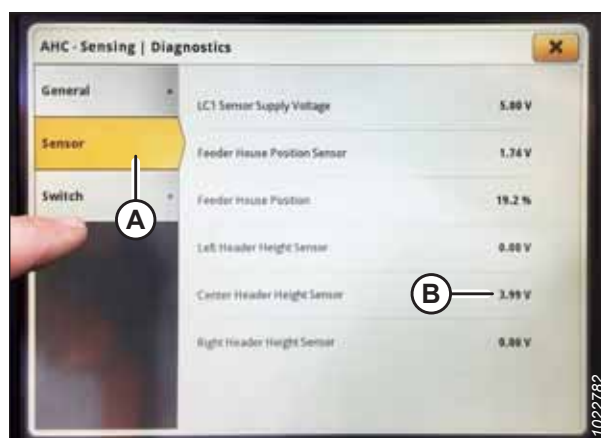 AHC - Sensing | Diagnostics
General
Sensor
Switch
A
LC1 Sensor Supply Voltage 5.00 V
Feeder House Position Sensor 1.74 V
Feeder House Position 19.2 %
Left Header Height Sensor 0.00 V
Center Header Height Sensor B 3.99 V
Right Header Height Sensor 0.00 V
1022782